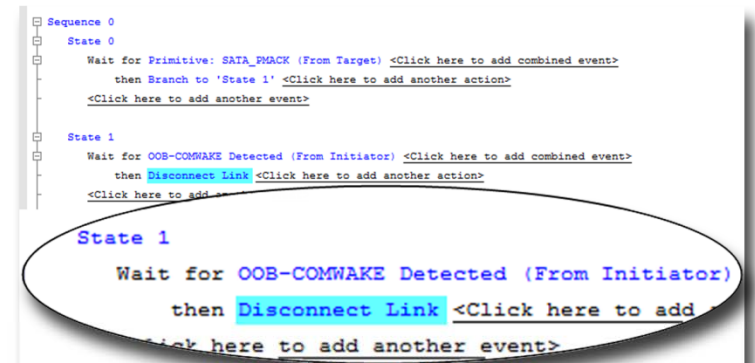 Sequence 0
State 0
Wait for Primitive: SATA_PMACK (From Target) <Click here to add combined event>
then Branch to 'State 1' <Click here to add another action>
<Click here to add another event>
State 1
Wait for OOB-COMWAKE Detected (From Initiator) <Click here to add combined event>
then Disconnect Link <Click here to add another action>
<Click here to add
State 1
Wait for OOB-COMWAKE Detected (From Initiator)
then Disconnect Link <Click here to add
here to add another event>